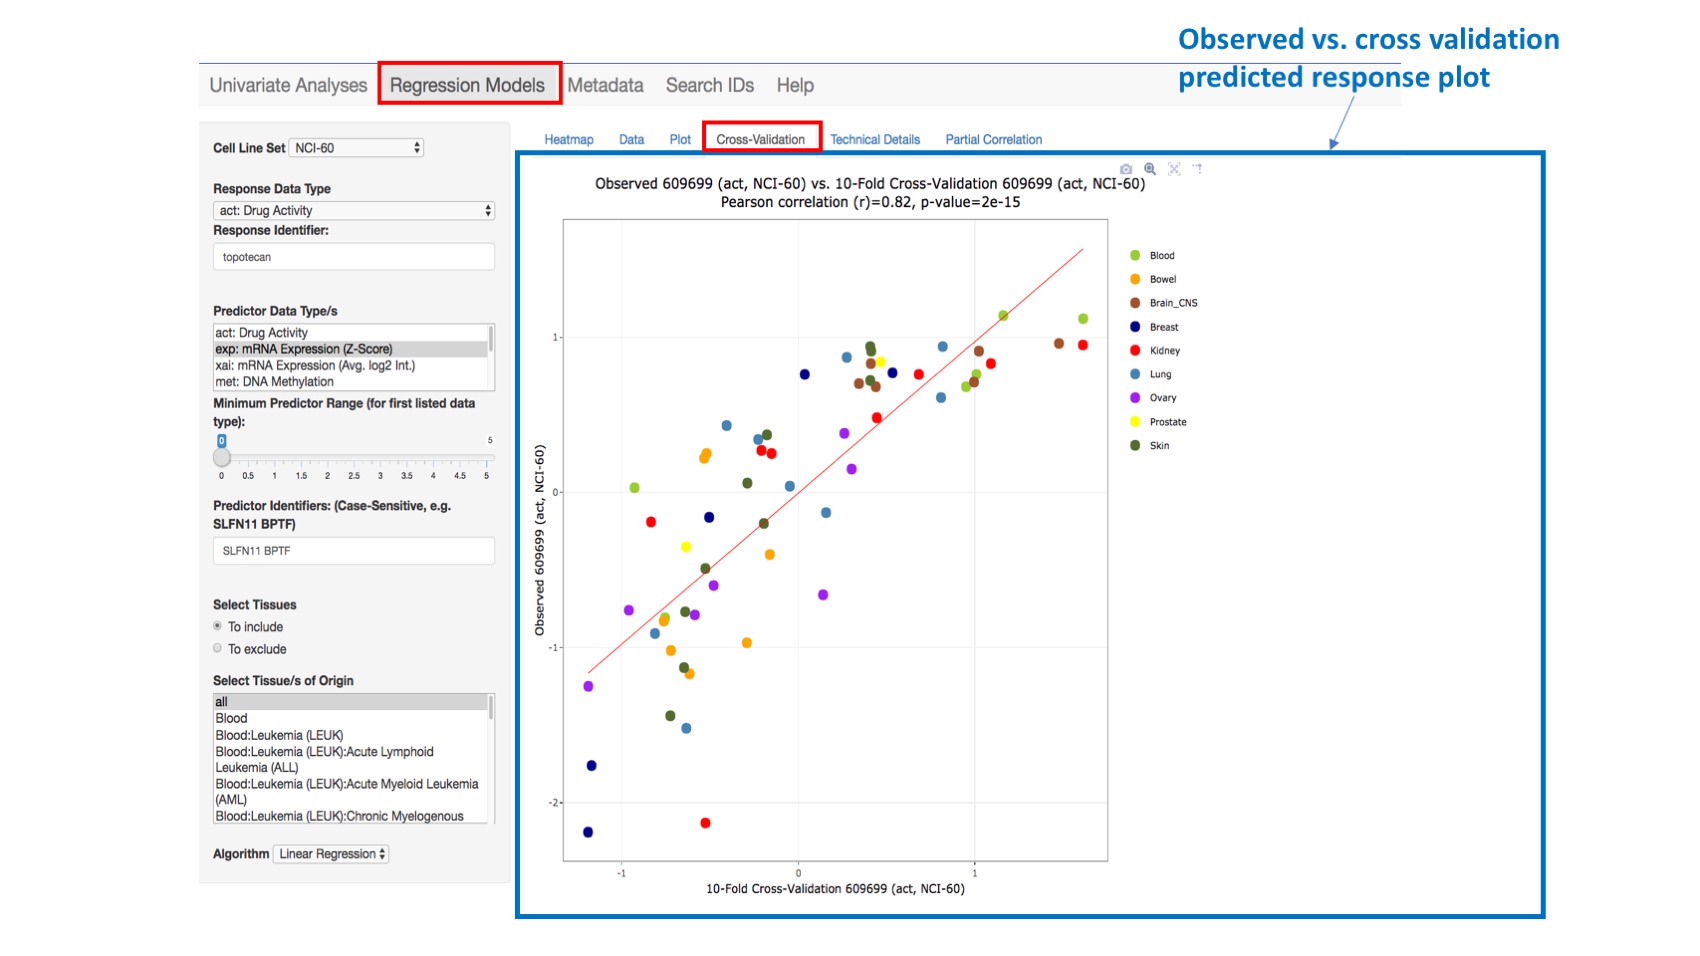 Observed vs. cross validation
predicted response plot
Univariate Analyses Regression Models Metadata Search IDs Help
Cell Line Set NCI-60
Response Data Type
act: Drug Activity
Response Identifier:
topotecan
Predictor Data Type/s
act: Drug Activity
exp: mRNA Expression (Z-Score)
xai: mRNA Expression (Avg. log2 Int.)
met: DNA Methylation
Minimum Predictor Range (for first listed data
type):
0 5
0 0.5 1 1.5 2 2.5 3 3.5 4 4.5 5
Predictor Identifiers: (Case-Sensitive, e.g.
SLFN11 BPTF)
SLFN11 BPTF
Select Tissues
To include
To exclude
Select Tissue/s of Origin
all
Blood
Blood:Leukemia (LEUK)
Blood:Leukemia (LEUK):Acute Lymphoid
Leukemia (ALL)
Blood:Leukemia (LEUK):Acute Myeloid Leukemia
(AML)
Blood:Leukemia (LEUK):Chronic Myelogenous
Algorithm Linear Regression
Heatmap Data Plot Cross-Validation Technical Details Partial Correlation
Observed 609699 (act, NCI-60) vs. 10-Fold Cross-Validation 609699 (act, NCI-60)
Pearson correlation (r)=0.82, p-value=2e-15
Observed 609699 (act, NCI-60)
1
0
-1
-2
-1 0 1
10-Fold Cross-Validation 609699 (act, NCI-60)
Blood
Bowel
Brain_CNS
Breast
Kidney
Lung
Ovary
Prostate
Skin